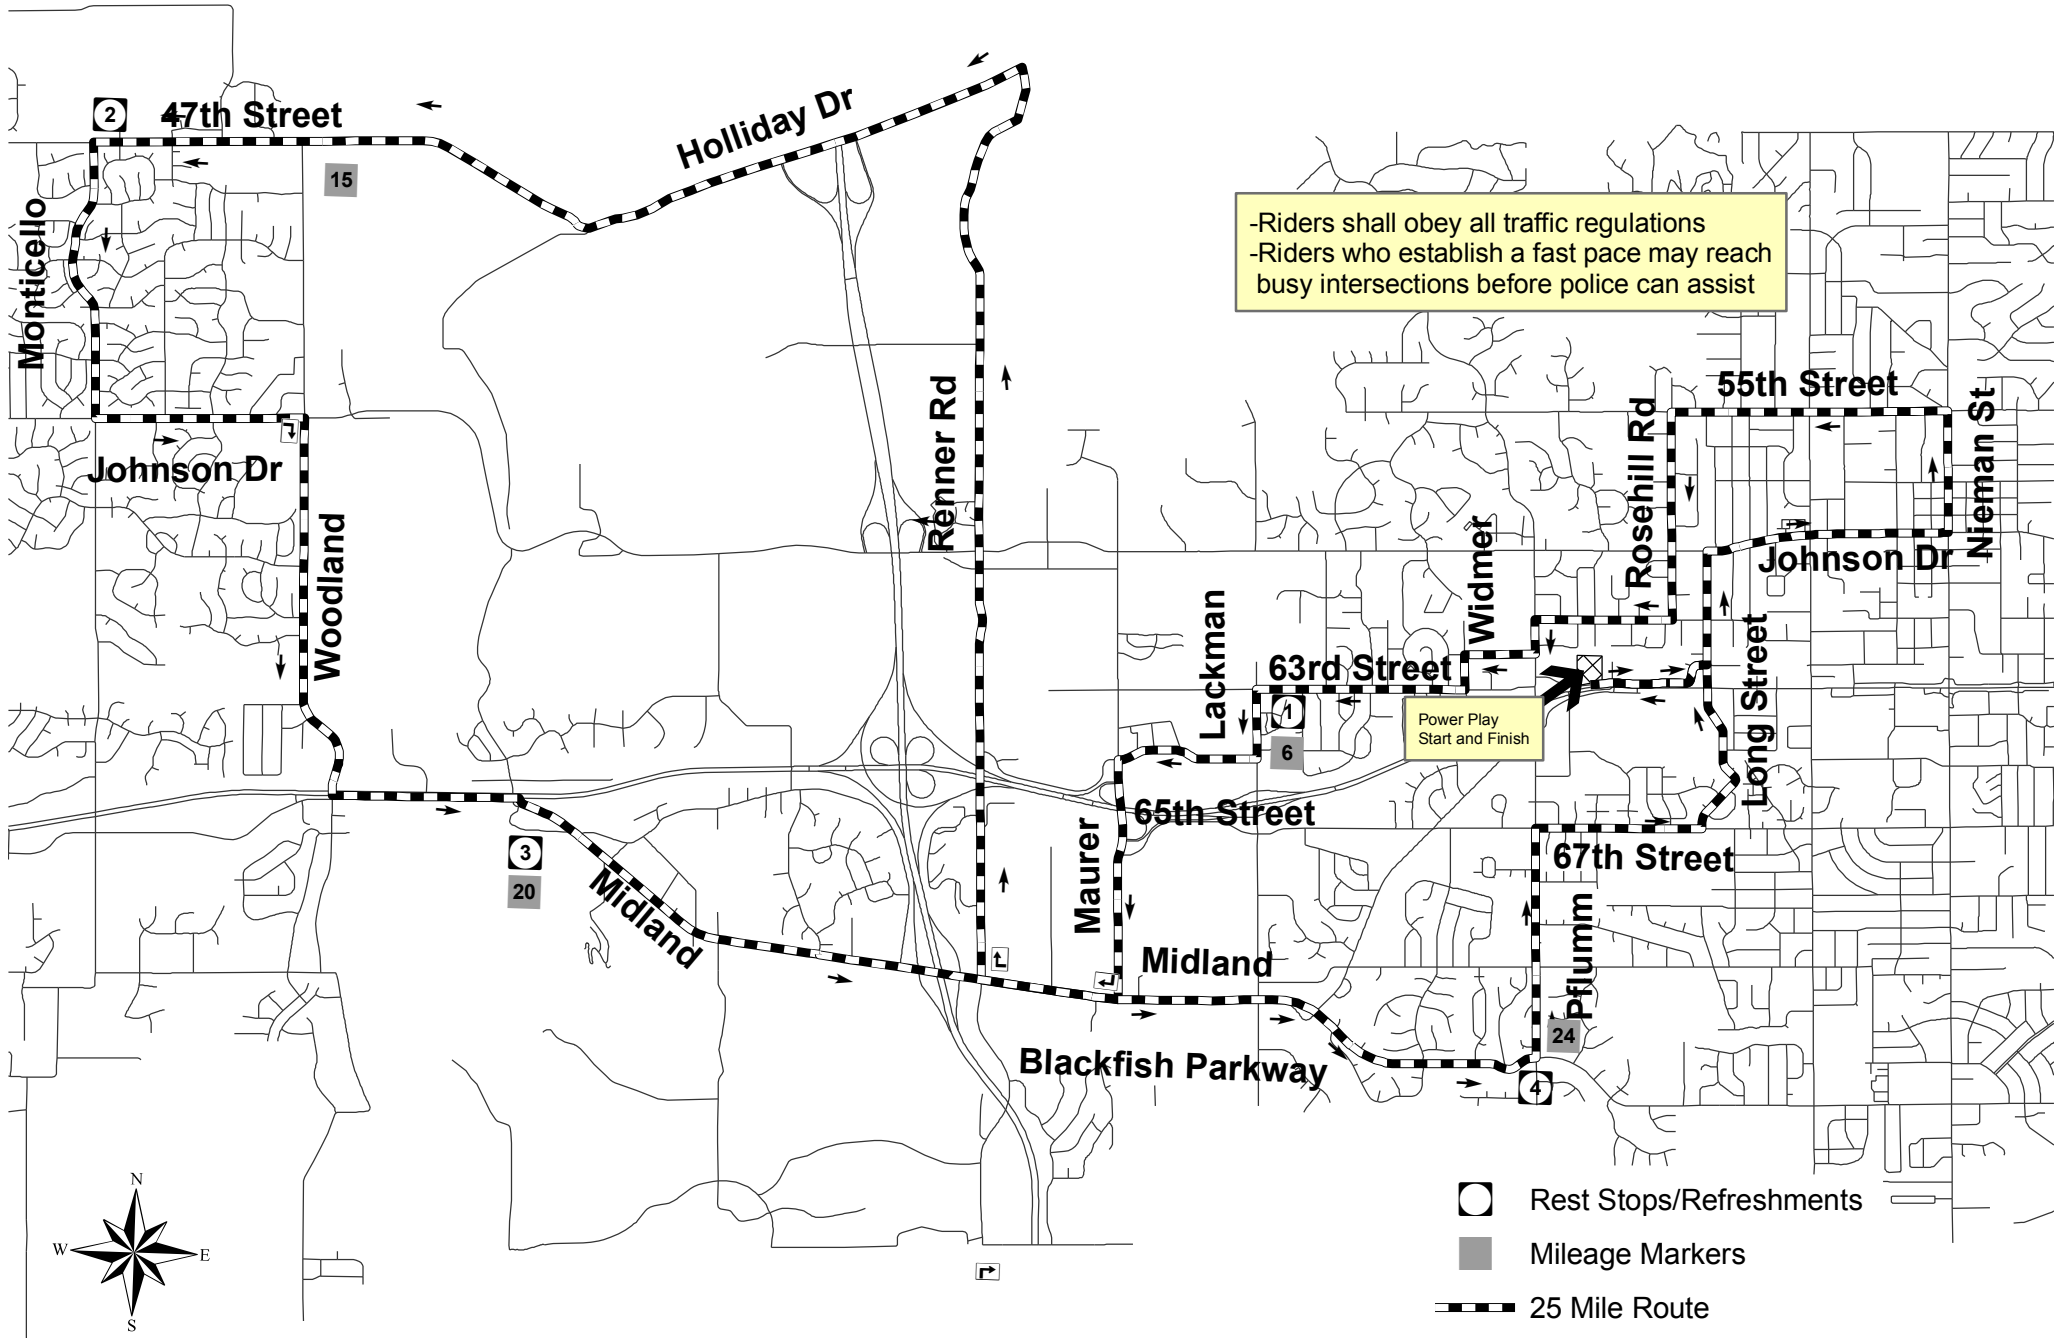 2
47th Street
Holliday Dr
15
Monticello
-Riders shall obey all traffic regulations
-Riders who establish a fast pace may reach
busy intersections before police can assist
Renner Rd
55th Street
Nieman St
Rosehill Rd
Johnson Dr
Johnson Dr
Woodland
Widmer
Lackman
63rd Street
Long Street
1
6
Power Play
Start and Finish
65th Street
Maurer
67th Street
3
20
Midland
Midland
Pflumm
24
Blackfish Parkway
4
N
W
E
S
Rest Stops/Refreshments
Mileage Markers
25 Mile Route